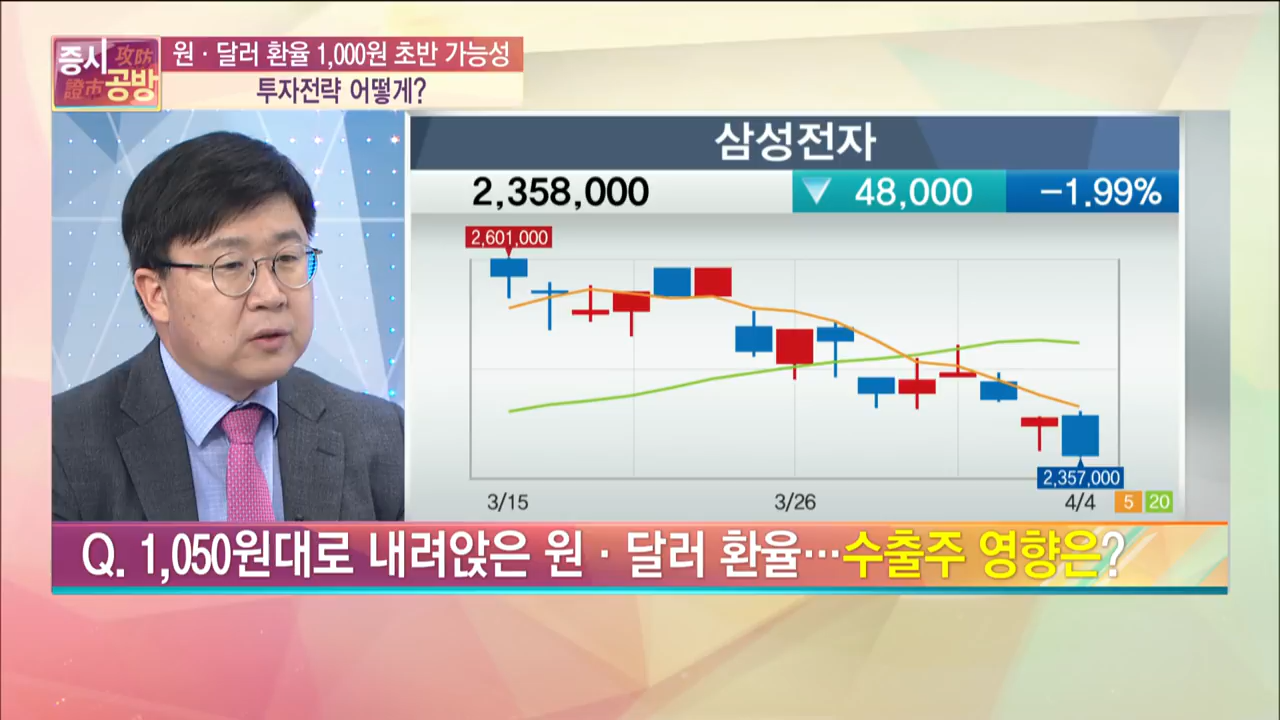 증시 攻防
證市 공방
원·달러 환율 1,000원 초반 가능성
투자전략 어떻게?
삼성전자
2,358,000 ▼ 48,000 -1.99%
2,601,000
2,357,000
3/15 3/26 4/4 5 20
Q. 1,050원대로 내려앉은 원·달러 환율…수출주 영향은?